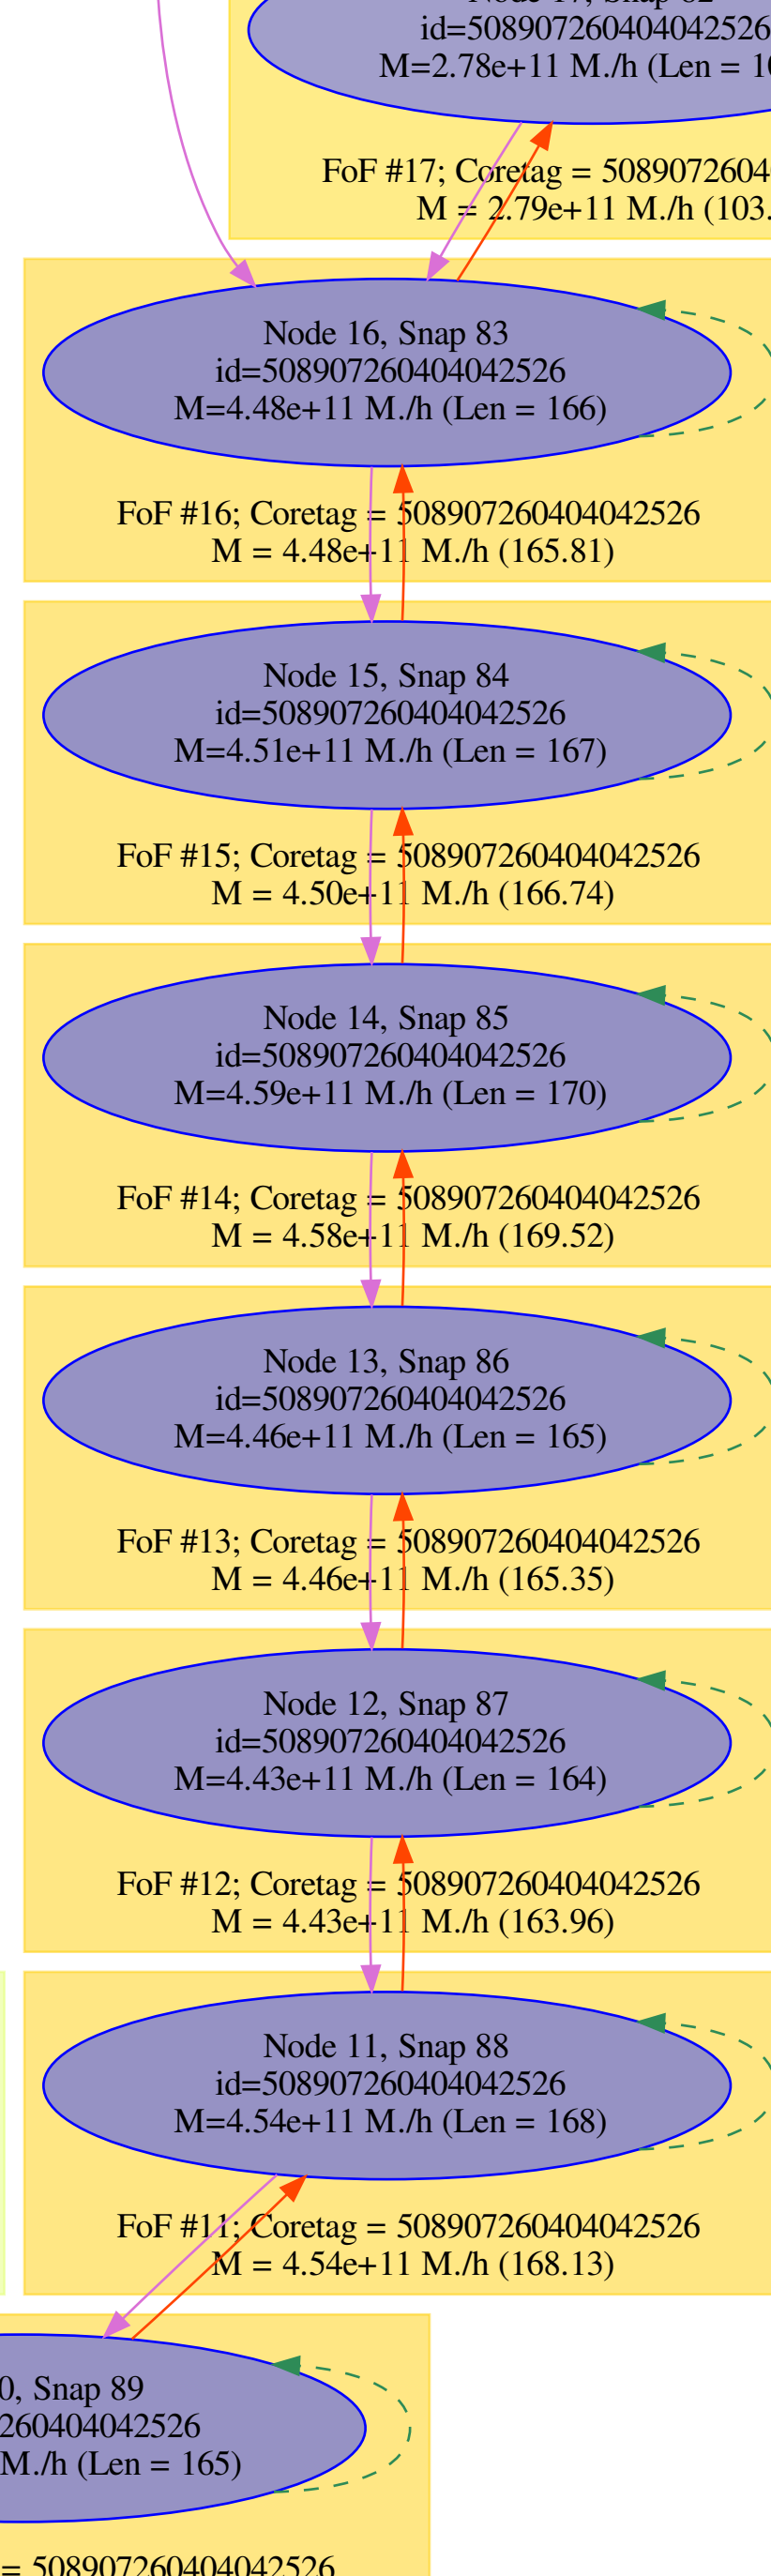 Node 17, Snap 82
id=508907260404042526
M=2.78e+11 M./h (Len = 10
FoF #17; Coretag = 5089072604
M = 2.79e+11 M./h (103.
Node 16, Snap 83
id=508907260404042526
M=4.48e+11 M./h (Len = 166)
FoF #16; Coretag = 508907260404042526
M = 4.48e+11 M./h (165.81)
Node 15, Snap 84
id=508907260404042526
M=4.51e+11 M./h (Len = 167)
FoF #15; Coretag = 508907260404042526
M = 4.50e+11 M./h (166.74)
Node 14, Snap 85
id=508907260404042526
M=4.59e+11 M./h (Len = 170)
FoF #14; Coretag = 508907260404042526
M = 4.58e+11 M./h (169.52)
Node 13, Snap 86
id=508907260404042526
M=4.46e+11 M./h (Len = 165)
FoF #13; Coretag = 508907260404042526
M = 4.46e+11 M./h (165.35)
Node 12, Snap 87
id=508907260404042526
M=4.43e+11 M./h (Len = 164)
FoF #12; Coretag = 508907260404042526
M = 4.43e+11 M./h (163.96)
Node 11, Snap 88
id=508907260404042526
M=4.54e+11 M./h (Len = 168)
FoF #11; Coretag = 508907260404042526
M = 4.54e+11 M./h (168.13)
0, Snap 89
260404042526
M./h (Len = 165)
= 508907260404042526